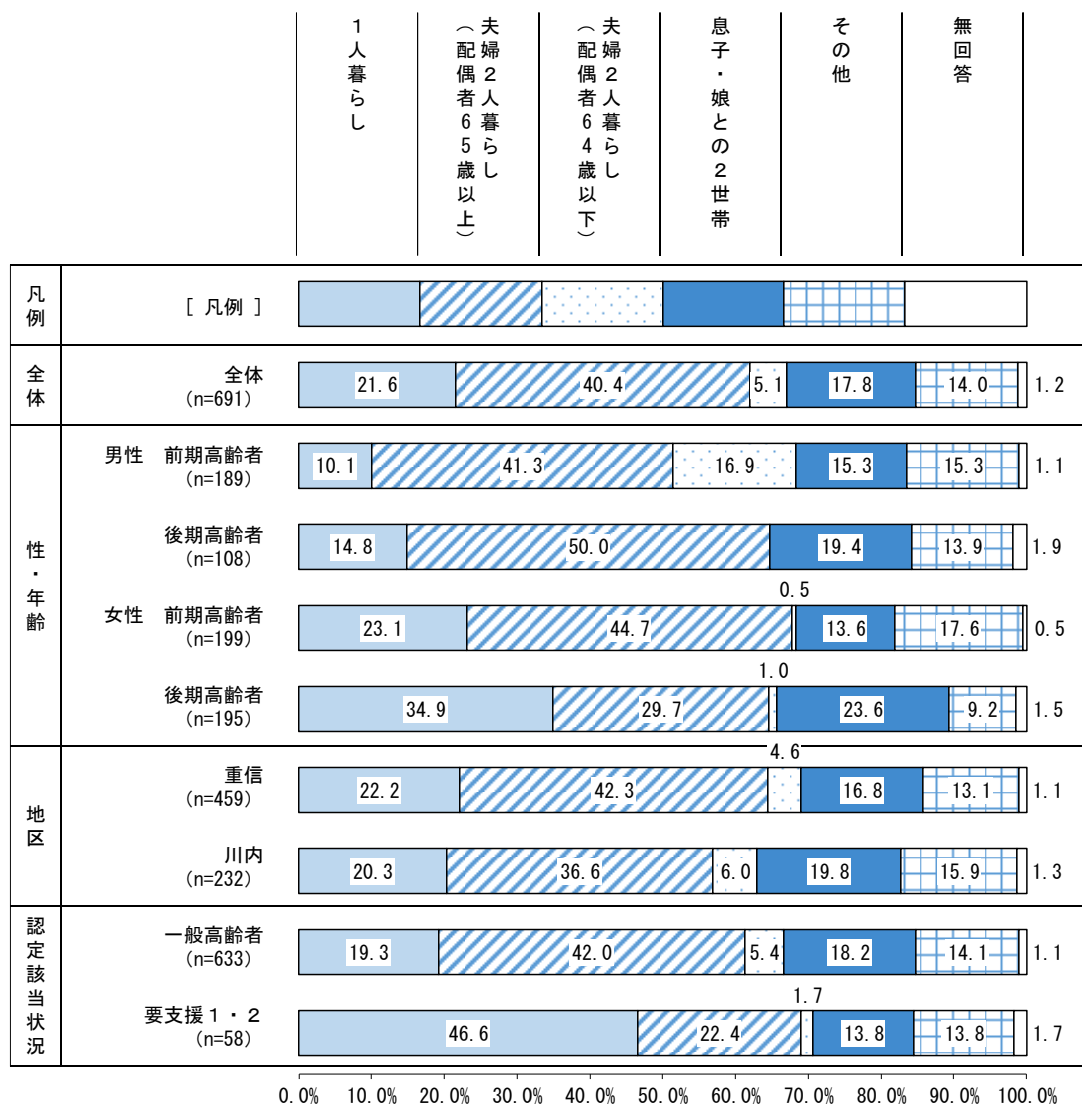 １人暮らし
夫婦２人暮らし
（配偶者６５歳以上）
夫婦２人暮らし
（配偶者６４歳以下）
息子・娘との２世帯
その他
無回答
凡例
[ 凡例 ]
全体
全体
(n=691)
21.6
40.4
5.1
17.8
14.0
1.2
性・年齢
男性　前期高齢者
(n=189)
10.1
41.3
16.9
15.3
15.3
1.1
後期高齢者
(n=108)
14.8
50.0
19.4
13.9
1.9
女性　前期高齢者
(n=199)
23.1
44.7
0.5
13.6
17.6
0.5
後期高齢者
(n=195)
34.9
29.7
1.0
23.6
9.2
1.5
地区
重信
(n=459)
22.2
42.3
4.6
16.8
13.1
1.1
川内
(n=232)
20.3
36.6
6.0
19.8
15.9
1.3
認定該当状況
一般高齢者
(n=633)
19.3
42.0
5.4
18.2
14.1
1.1
要支援１・２
(n=58)
46.6
22.4
1.7
13.8
13.8
1.7
0.0% 10.0% 20.0% 30.0% 40.0% 50.0% 60.0% 70.0% 80.0% 90.0% 100.0%